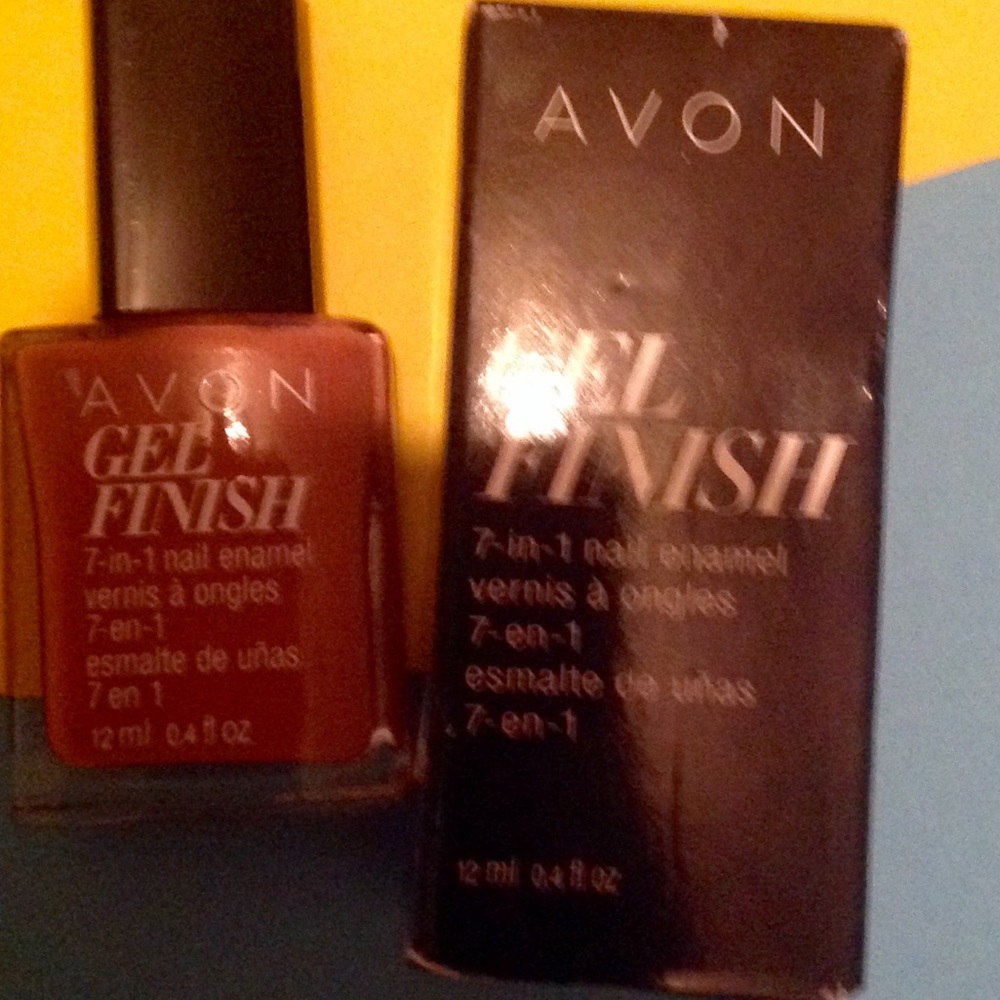 AVON
GEL
FINISH
7-in-1 nail enamel
vernis à ongles
7-en-1
esmalte de uñas
7 en 1
12 ml 0.4 fl oz
AVON
GEL
FINISH
7-in-1 nail enamel
vernis à ongles
7-en-1
esmalte de uñas
7-en-1
12 ml 0.4 fl oz